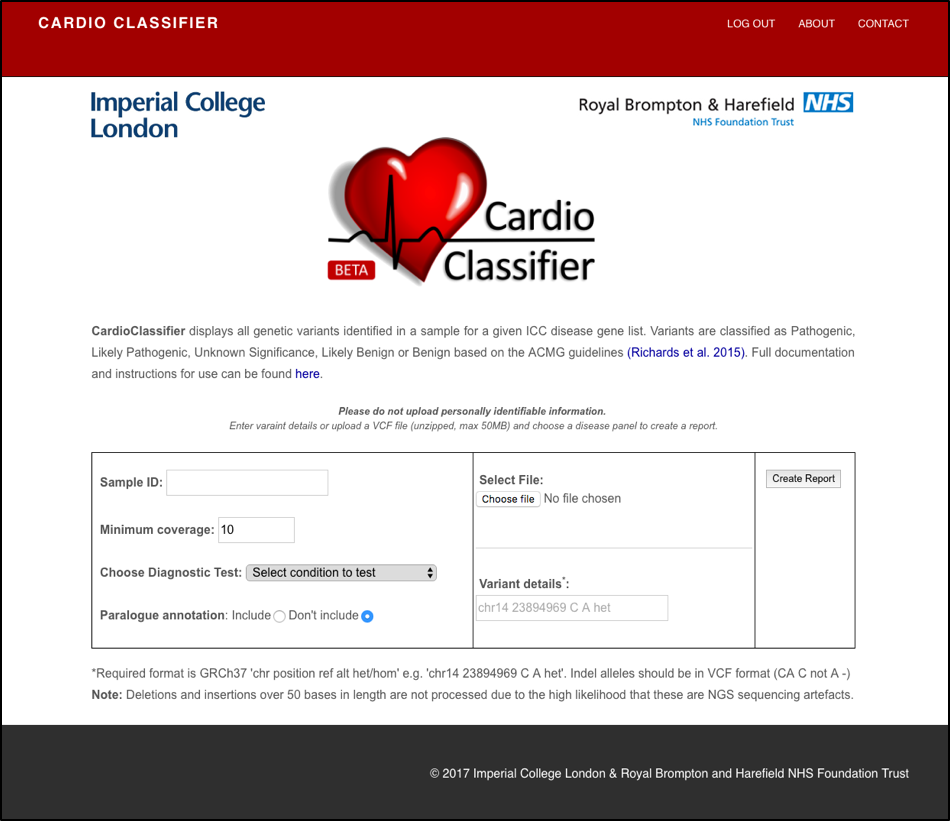 CARDIO CLASSIFIER
LOG OUT ABOUT CONTACT
Imperial College
London
Royal Brompton & Harefield NHS
NHS Foundation Trust
Cardio
Classifier
BETA
CardioClassifier displays all genetic variants identified in a sample for a given ICC disease gene list. Variants are classified as Pathogenic,
Likely Pathogenic, Unknown Significance, Likely Benign or Benign based on the ACMG guidelines (Richards et al. 2015). Full documentation
and instructions for use can be found here.
Please do not upload personally identifiable information.
Enter varaint details or upload a VCF file (unzipped, max 50MB) and choose a disease panel to create a report.
Sample ID:
Minimum coverage: 10
Choose Diagnostic Test: Select condition to test
Paralogue annotation: Include Don't include
Select File:
Choose file No file chosen
Variant details*:
chr14 23894969 C A het
Create Report
*Required format is GRCh37 'chr position ref alt het/hom' e.g. 'chr14 23894969 C A het'. Indel alleles should be in VCF format (CA C not A -)
Note: Deletions and insertions over 50 bases in length are not processed due to the high likelihood that these are NGS sequencing artefacts.
© 2017 Imperial College London & Royal Brompton and Harefield NHS Foundation Trust